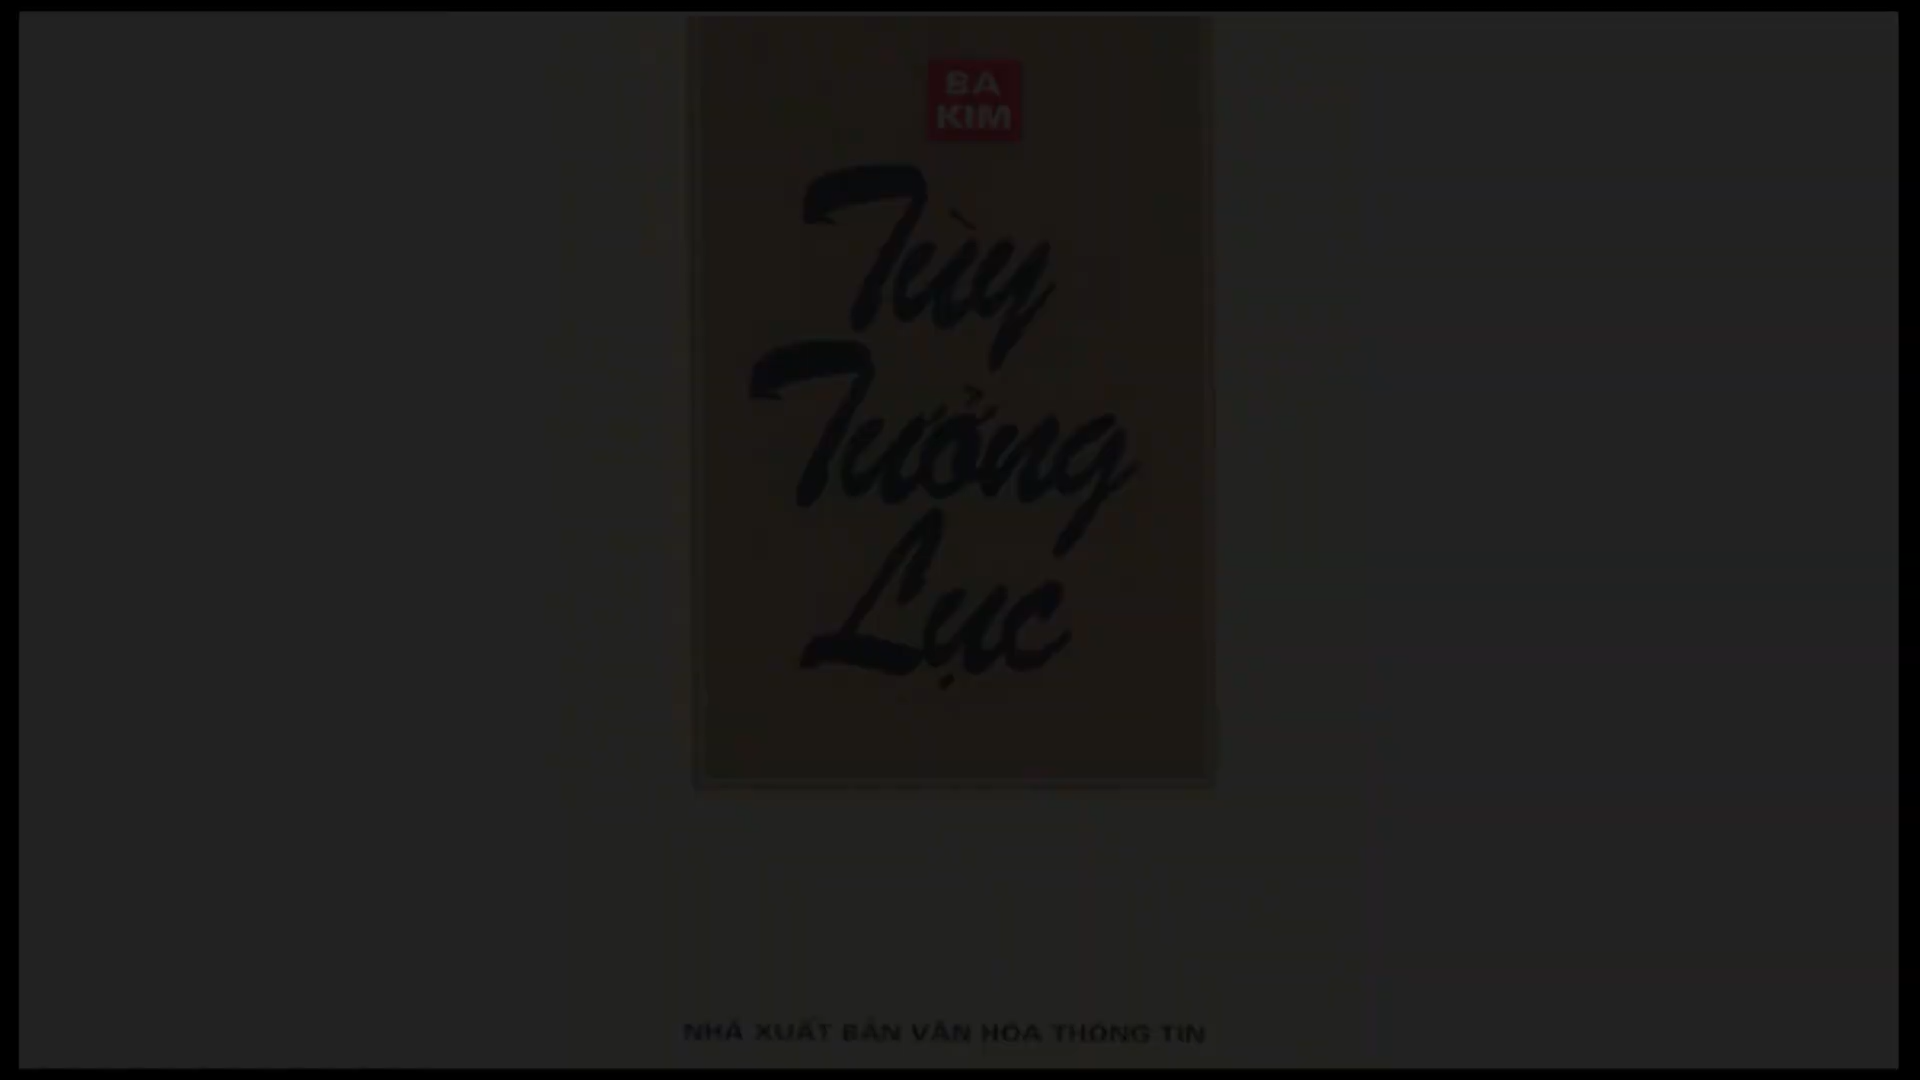 BA
KIM
Tùy
Tưởng
Lục
NHÀ XUẤT BẢN VĂN HÓA THÔNG TIN